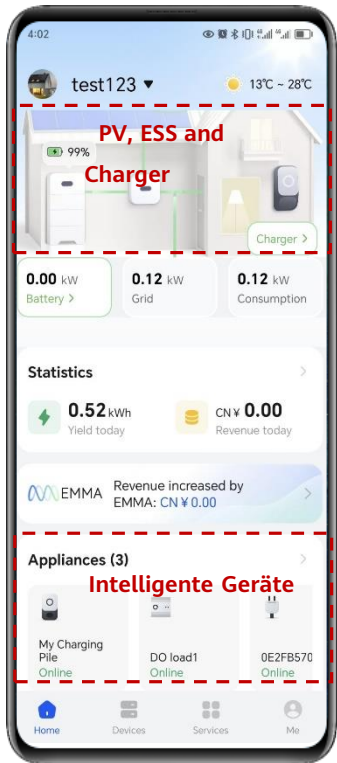 4:02
test123
13℃ ~ 28℃
PV, ESS and
99%
Charger
Charger >
0.00 kW
Battery >
0.12 kW
Grid
0.12 kW
Consumption
Statistics
0.52 kWh
Yield today
CN¥ 0.00
Revenue today
EMMA
Revenue increased by
EMMA: CN¥0.00
Appliances (3)
Intelligente Geräte
My Charging
Pile
Online
DO load1
Online
0E2FB570
Online
Home
Devices
Services
Me